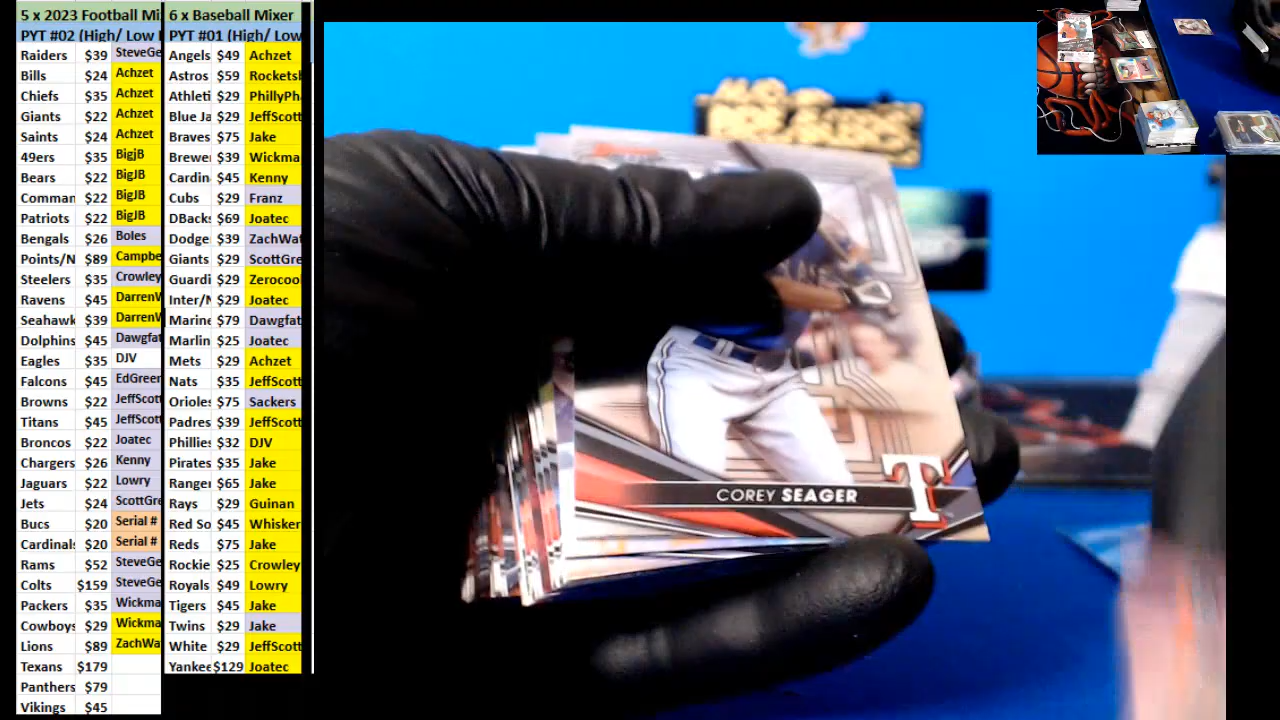 5 x 2023 Football Mi
PYT #02 (High/ Low
Raiders $39 SteveGe
Bills $24 Achzet
Chiefs $35 Achzet
Giants $22 Achzet
Saints $24 Achzet
49ers $35 BigjB
Bears $22 BigJB
Comman $22 BigJB
Patriots $22 BigJB
Bengals $26 Boles
Points/N $89 Campbe
Steelers $35 Crowley
Ravens $45 DarrenW
Seahawk $39 DarrenW
Dolphins $45 Dawgfat
Eagles $35 DJV
Falcons $45 EdGreen
Browns $22 JeffScott
Titans $45 JeffScott
Broncos $22 Joatec
Chargers $26 Kenny
Jaguars $22 Lowry
Jets $24 ScottGre
Bucs $20 Serial #
Cardinals $20 Serial #
Rams $52 SteveGe
Colts $159 SteveGe
Packers $35 Wickma
Cowboys $29 Wickma
Lions $89 ZachWa
Texans $179
Panthers $79
Vikings $45
6 x Baseball Mixer
PYT #01 (High/ Low
Angels $49 Achzet
Astros $59 Rocketsh
Athleti $29 PhillyPh
Blue Ja $29 JeffScott
Braves $75 Jake
Brewe $39 Wickma
Cardin $45 Kenny
Cubs $29 Franz
DBacks $69 Joatec
Dodge $39 ZachWat
Giants $29 ScottGre
Guardi $29 Zerocool
Inter/N $29 Joatec
Marine $79 Dawgfat
Marlin $25 Joatec
Mets $29 Achzet
Nats $35 JeffScott
Orioles $75 Sackers
Padres $39 JeffScott
Phillies $32 DJV
Pirates $35 Jake
Ranger $65 Jake
Rays $29 Guinan
Red So $45 Whisker
Reds $75 Jake
Rockie $25 Crowley
Royals $49 Lowry
Tigers $45 Jake
Twins $29 Jake
White $29 JeffScott
Yankee $129 Joatec
COREY SEAGER
T